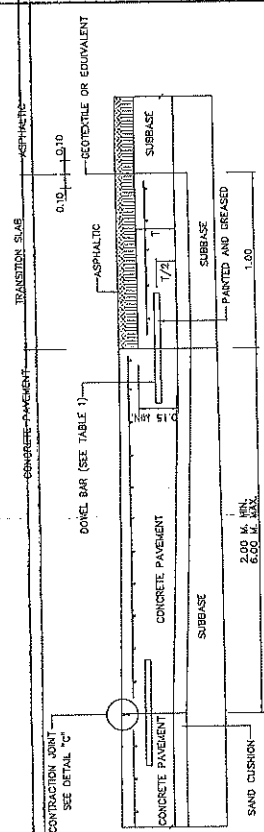 CONCRETE PAVEMENT
TRANSITION SLAB
ASPHALTIC
CONTRACTION JOINT
SEE DETAIL "C"
0.10
0.10
DOWEL BAR (SEE TABLE 1)
ASPHALTIC
GEOTEXTILE OR EQUIVALENT
CONCRETE PAVEMENT
CONCRETE PAVEMENT
0.15 MIN.
T/2
T
SUBBASE
SUBBASE
SUBBASE
SAND CUSHION
PAINTED AND GREASED
2.00 M. MIN.
6.00 M. MAX.
1.00